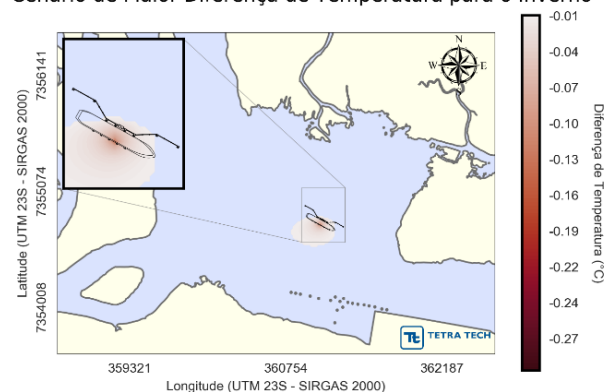 Cenário de Maior Diferença de Temperatura para o Inverno
N
W
E
S
Latitude (UTM 23S - SIRGAS 2000)
7356141
7355074
7354008
359321
360754
362187
Longitude (UTM 23S - SIRGAS 2000)
Tt TETRA TECH
-0.01
-0.04
-0.07
-0.10
-0.13
-0.16
-0.19
-0.22
-0.24
-0.27
Diferença de Temperatura (°C)